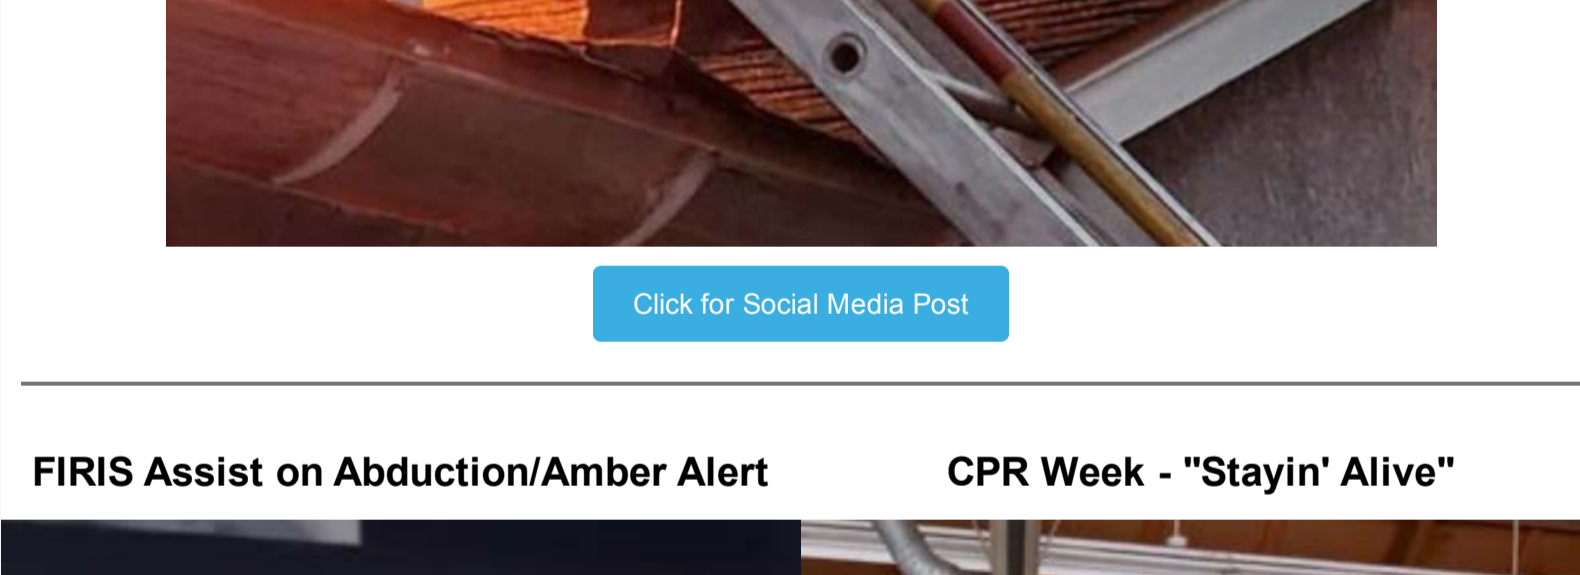 Click for Social Media Post
FIRIS Assist on Abduction/Amber Alert
CPR Week - "Stayin' Alive"